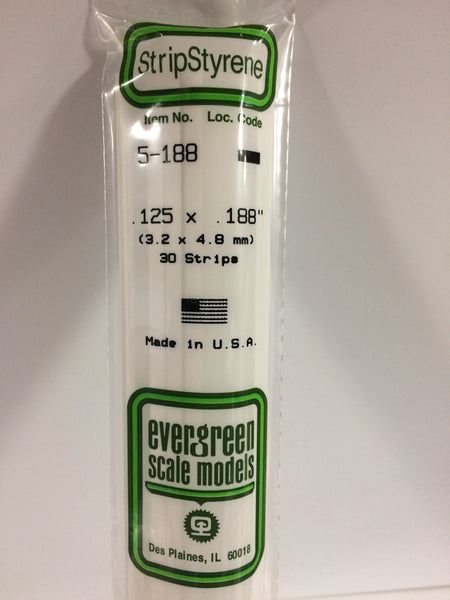 StripStyrene
Item No. Loc. Code
5-188
.125 x .188"
(3.2 x 4.8 mm)
30 Strips
Made in U.S.A.
evergreen
scale models
Des Plaines, IL 60018